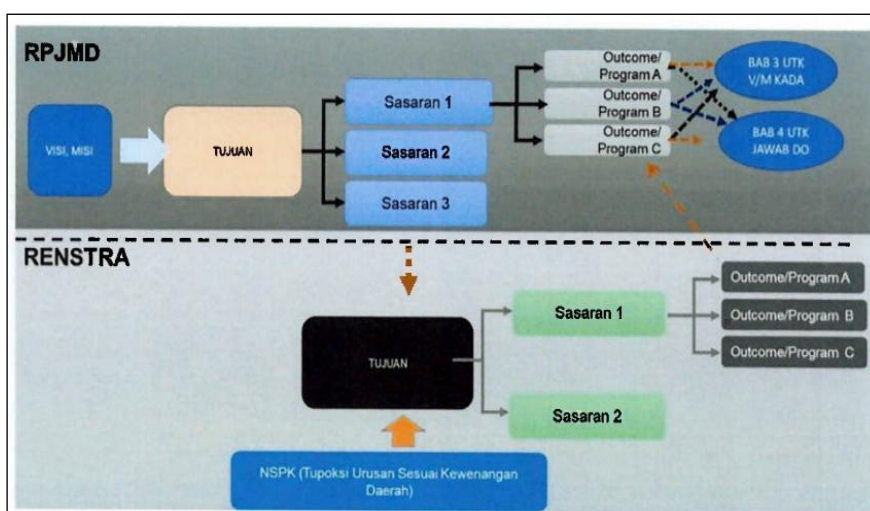 RPJMD
VISI, MISI
TUJUAN
Sasaran 1
Sasaran 2
Sasaran 3
Outcome/
Program A
Outcome/
Program B
Outcome/
Program C
BAB 3 UTK
V/M KADA
BAB 4 UTK
JAWAB DO
RENSTRA
TUJUAN
Sasaran 1
Sasaran 2
Outcome/Program A
Outcome/Program B
Outcome/Program C
NSPK (Tupoksi Urusan Sesuai Kewenangan
Daerah)